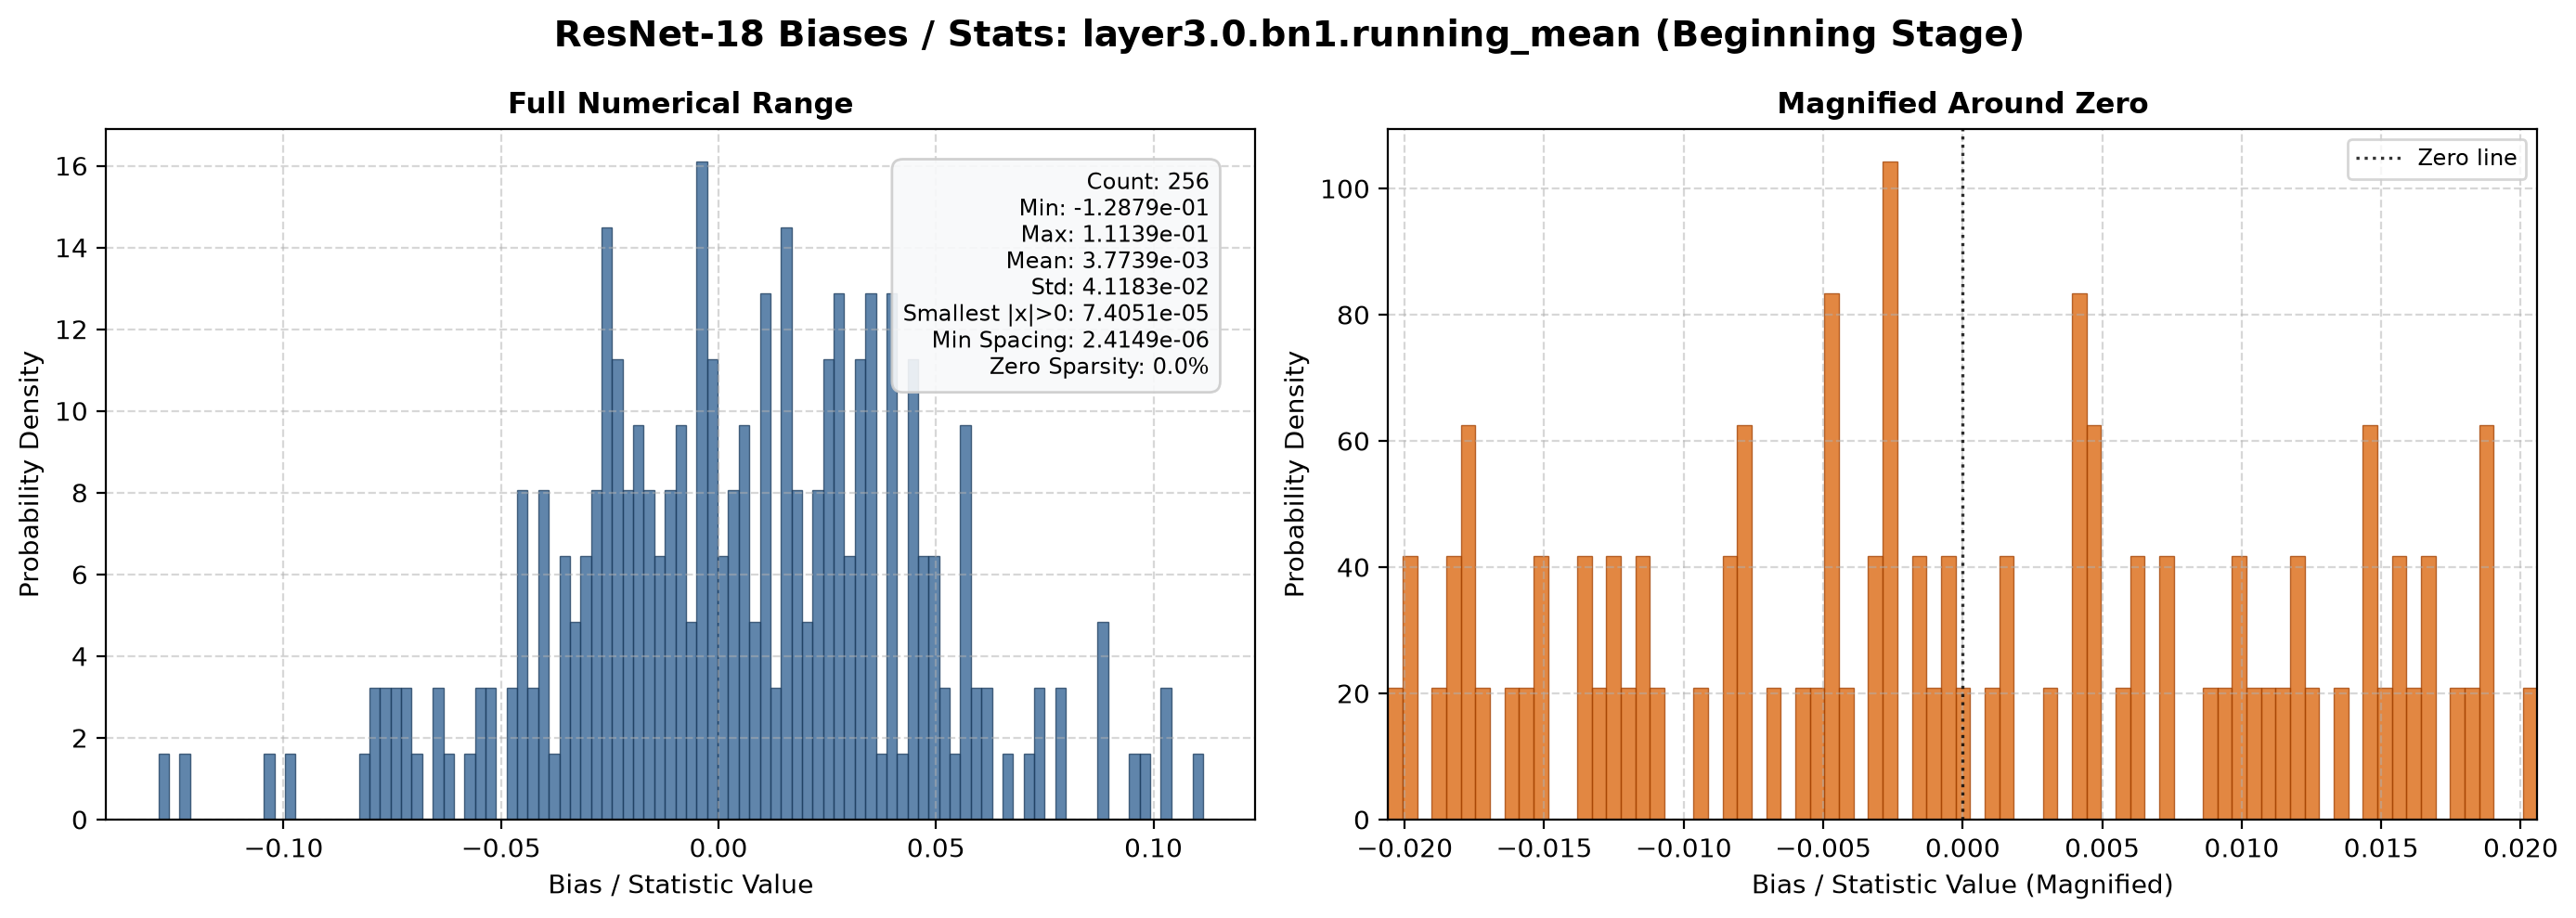 ResNet-18 Biases / Stats: layer3.0.bn1.running_mean (Beginning Stage)
Full Numerical Range
Probability Density
16
14
12
10
8
6
4
2
0
Count: 256
Min: -1.2879e-01
Max: 1.1139e-01
Mean: 3.7739e-03
Std: 4.1183e-02
Smallest |x|>0: 7.4051e-05
Min Spacing: 2.4149e-06
Zero Sparsity: 0.0%
−0.10 −0.05 0.00 0.05 0.10
Bias / Statistic Value
Magnified Around Zero
Probability Density
100
80
60
40
20
0
Zero line
−0.020 −0.015 −0.010 −0.005 0.000 0.005 0.010 0.015 0.020
Bias / Statistic Value (Magnified)